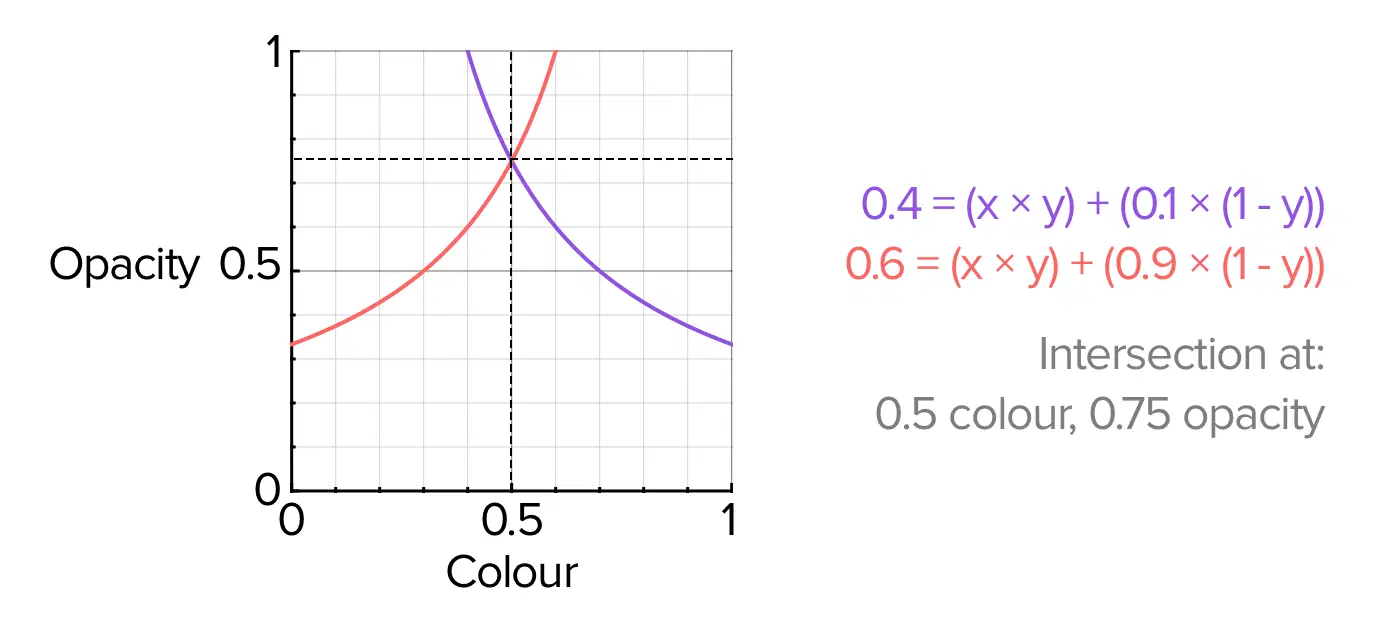 1
Opacity 0.5
0
0 0.5 1
Colour
0.4 = (x × y) + (0.1 × (1 - y))
0.6 = (x × y) + (0.9 × (1 - y))
Intersection at:
0.5 colour, 0.75 opacity